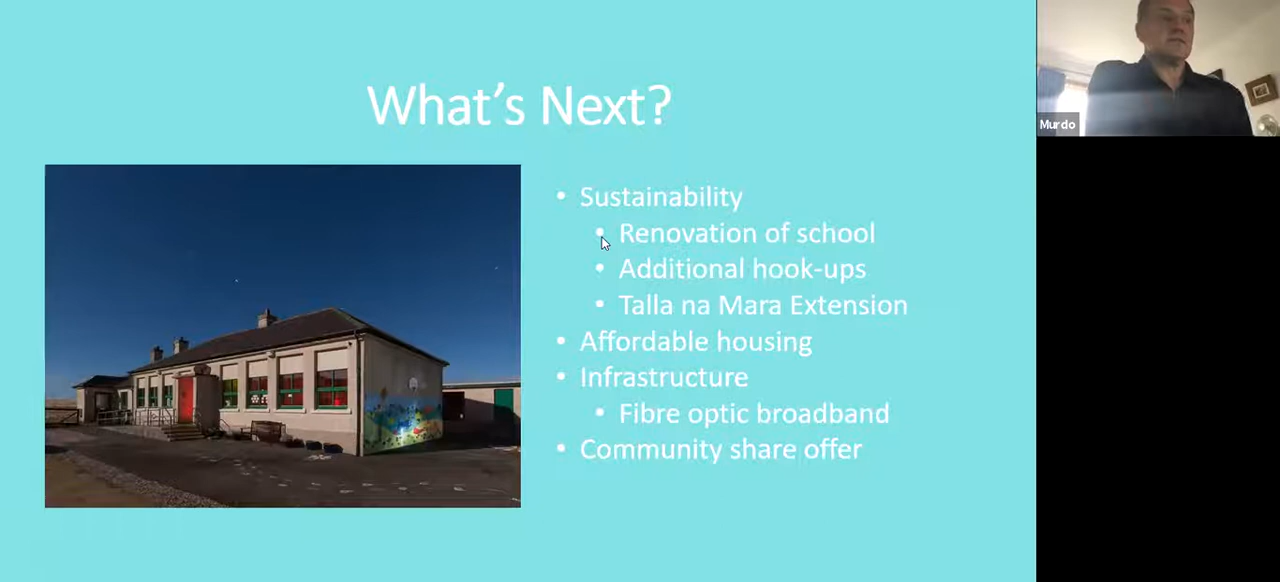 What's Next?
• Sustainability
• Renovation of school
• Additional hook-ups
• Talla na Mara Extension
• Affordable housing
• Infrastructure
• Fibre optic broadband
• Community share offer
Murdo